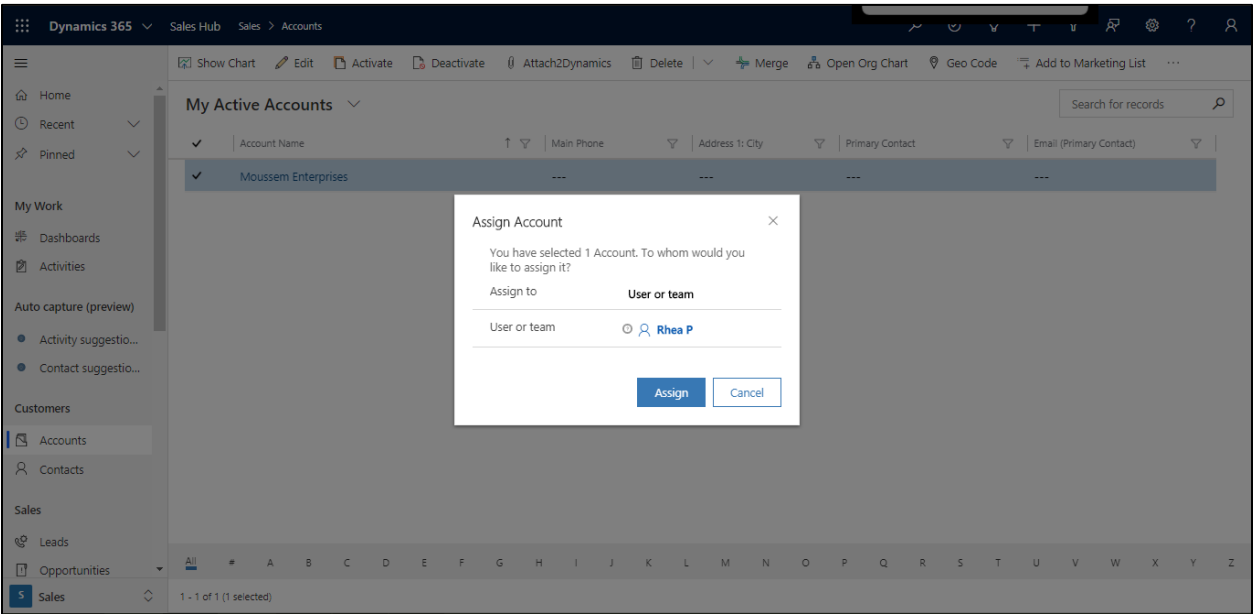 Dynamics 365 Sales Hub Sales > Accounts ?
Show Chart Edit Activate Deactivate Attach2Dynamics Delete Merge Open Org Chart Geo Code Add to Marketing List ...
Home
Recent
Pinned
My Work
Dashboards
Activities
Auto capture (preview)
Activity suggestio...
Contact suggestio...
Customers
Accounts
Contacts
Sales
Leads
Opportunities
S Sales
My Active Accounts
Search for records
Account Name Main Phone Address 1: City Primary Contact Email (Primary Contact)
Moussem Enterprises --- --- --- ---
Assign Account
You have selected 1 Account. To whom would you
like to assign it?
Assign to User or team
User or team Rhea P
Assign Cancel
All # A B C D E F G H I J K L M N O P Q R S T U V W X Y Z
1 - 1 of 1 (1 selected)